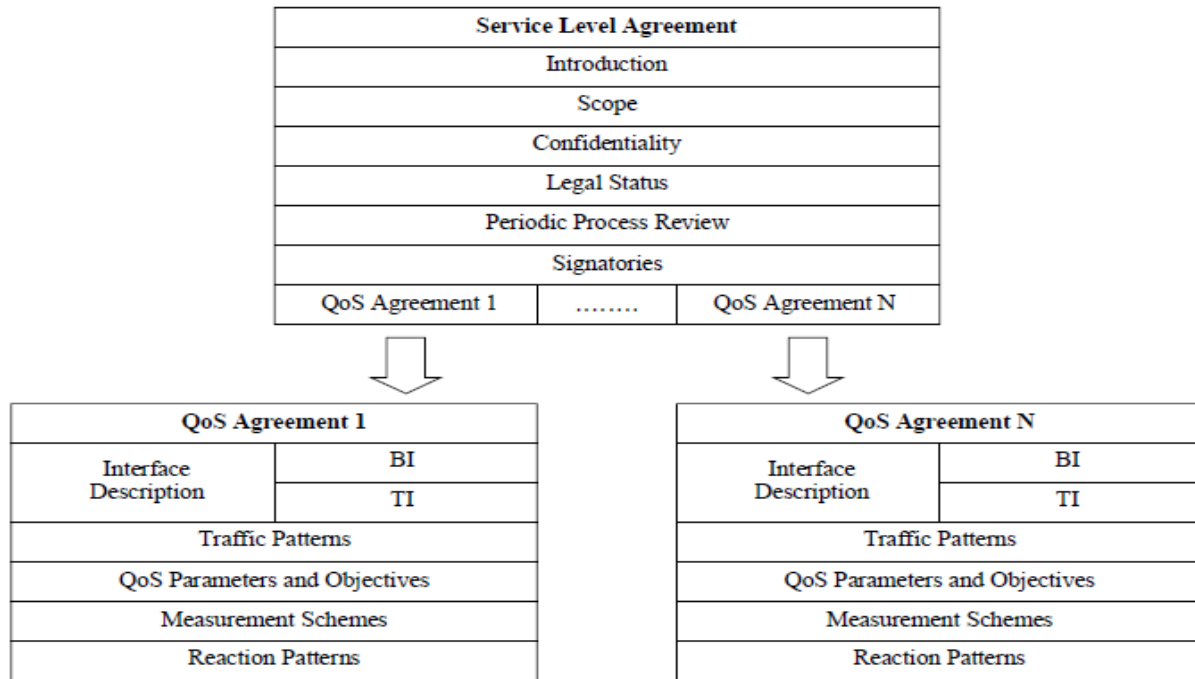 Service Level Agreement
Introduction
Scope
Confidentiality
Legal Status
Periodic Process Review
Signatories
QoS Agreement 1 ........ QoS Agreement N
QoS Agreement 1
Interface
Description
BI
TI
Traffic Patterns
QoS Parameters and Objectives
Measurement Schemes
Reaction Patterns
QoS Agreement N
Interface
Description
BI
TI
Traffic Patterns
QoS Parameters and Objectives
Measurement Schemes
Reaction Patterns